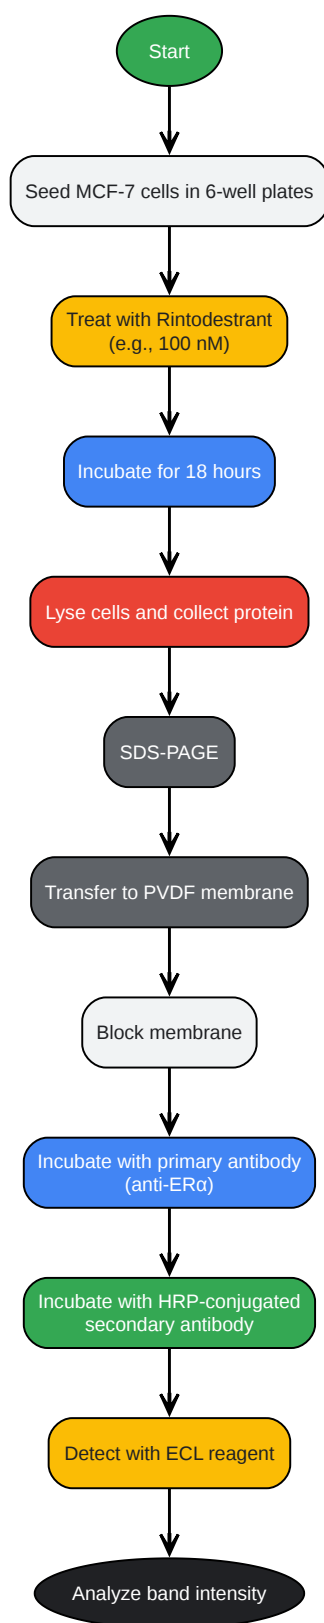 Start
Seed MCF-7 cells in 6-well plates
Treat with Rintodestrant
(e.g., 100 nM)
Incubate for 18 hours
Lyse cells and collect protein
SDS-PAGE
Transfer to PVDF membrane
Block membrane
Incubate with primary antibody
(anti-ERα)
Incubate with HRP-conjugated
secondary antibody
Detect with ECL reagent
Analyze band intensity